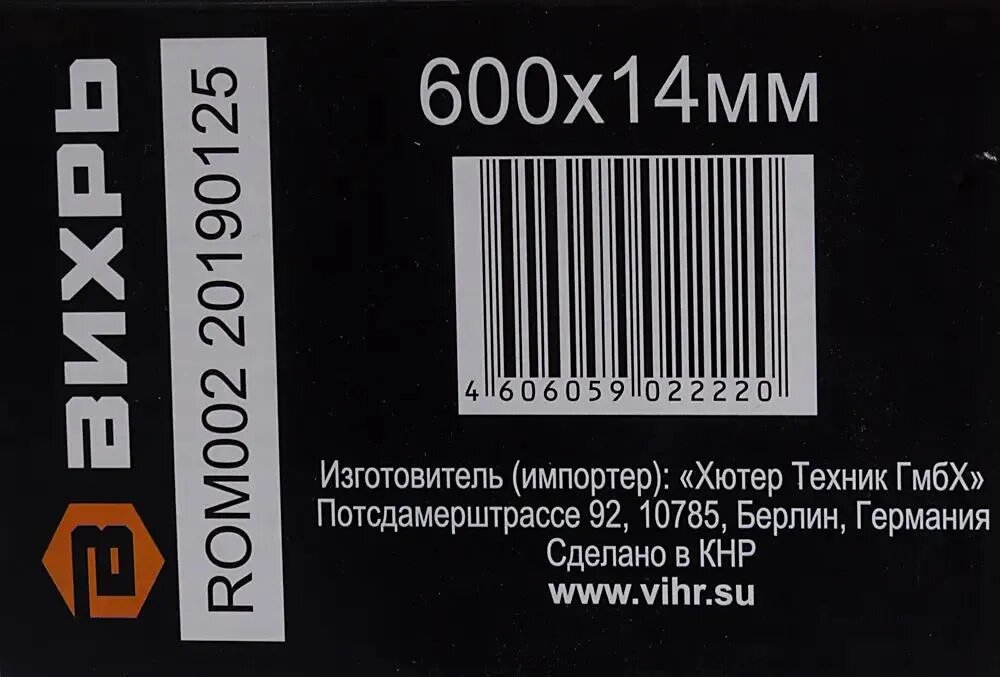 ВИХРЬ
ROM002 20190125
600х14мм
4 606059 022220
Изготовитель (импортер): «Хютер Техник ГмбХ»
Потсдамерштрассе 92, 10785, Берлин, Германия
Сделано в КНР
www.vihr.su